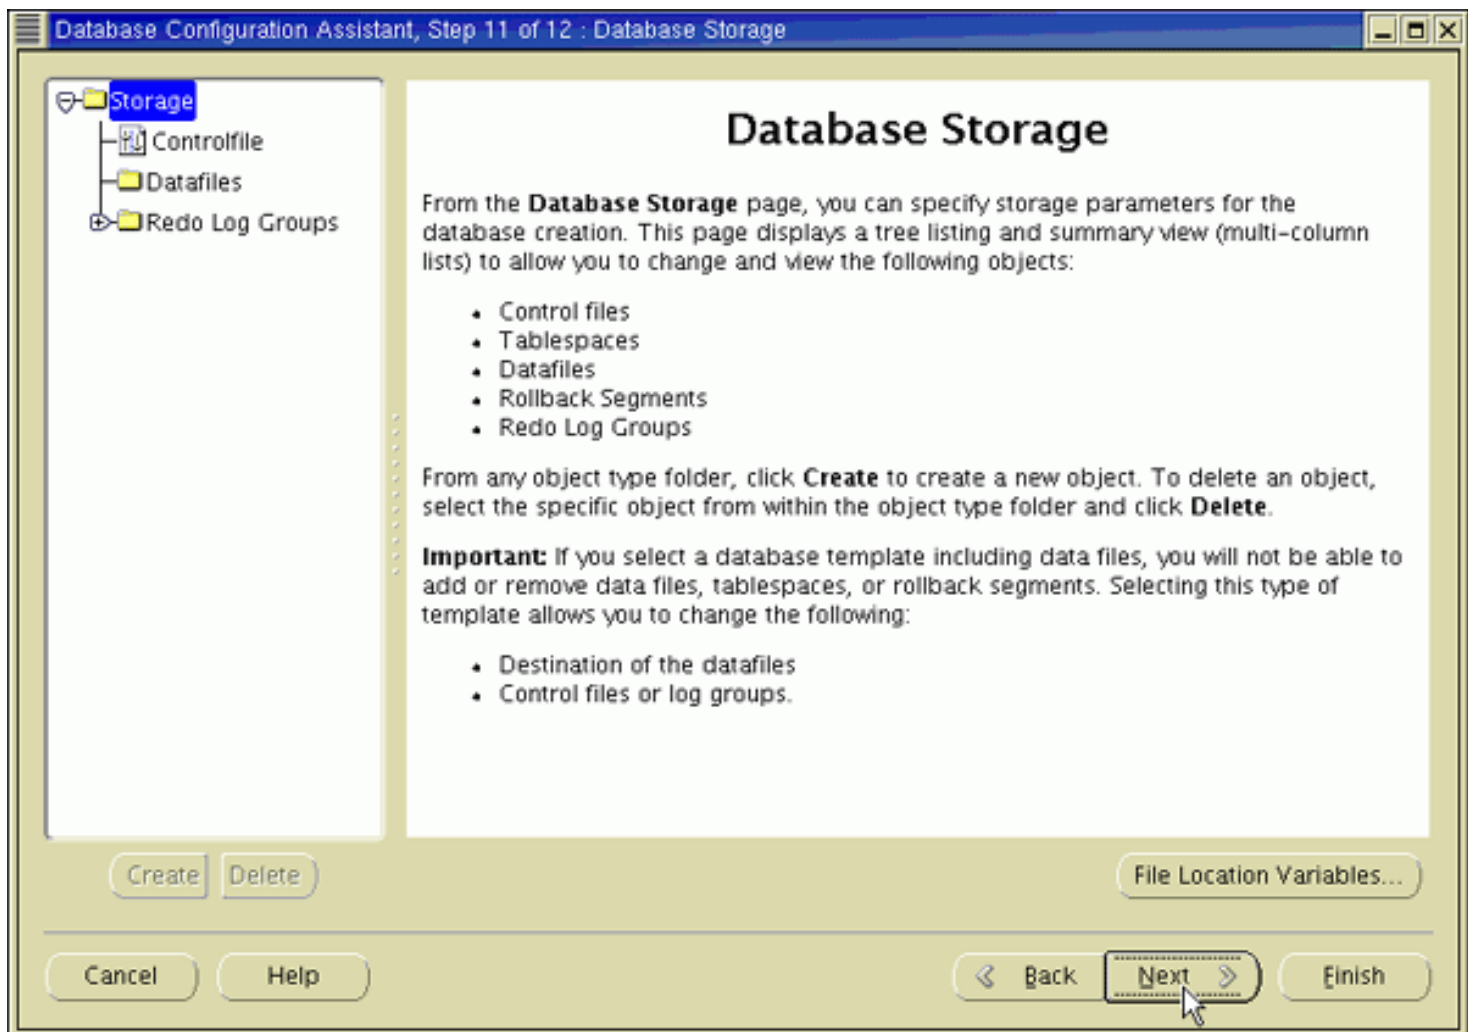 Database Configuration Assistant, Step 11 of 12 : Database Storage
Storage
Controlfile
Datafiles
Redo Log Groups
Database Storage
From the Database Storage page, you can specify storage parameters for the
database creation. This page displays a tree listing and summary view (multi-column
lists) to allow you to change and view the following objects:
• Control files
• Tablespaces
• Datafiles
• Rollback Segments
• Redo Log Groups
From any object type folder, click Create to create a new object. To delete an object,
select the specific object from within the object type folder and click Delete.
Important: If you select a database template including data files, you will not be able to
add or remove data files, tablespaces, or rollback segments. Selecting this type of
template allows you to change the following:
• Destination of the datafiles
• Control files or log groups.
Create Delete
File Location Variables...
Cancel Help Back Next Finish